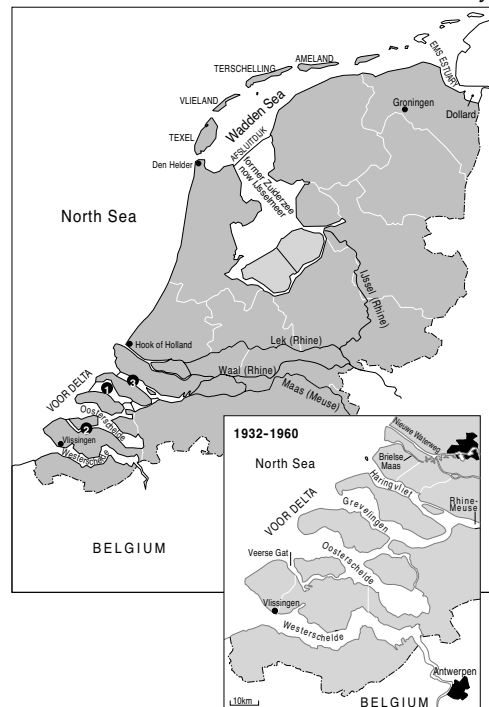 AMELAND
TERSCHELLING
EMS ESTUARY
VLIELAND
Wadden Sea
Groningen
Dollard
TEXEL
AFSLUITDIJK
Den Helder
former Zuiderzee
now IJsselmeer
North Sea
IJssel (Rhine)
Hook of Holland
Lek (Rhine)
Waal (Rhine)
Maas (Meuse)
VOOR DELTA
1
3
Oosterschelde
2
Vlissingen
Westerschelde
BELGIUM
1932-1960
Nieuwe Waterweg
North Sea
Brielse
Maas
Haringvliet
Rhine-
Meuse
VOOR DELTA
Grevelingen
Oosterschelde
Veerse Gat
Vlissingen
Westerschelde
Antwerpen
10km
BELGIUM